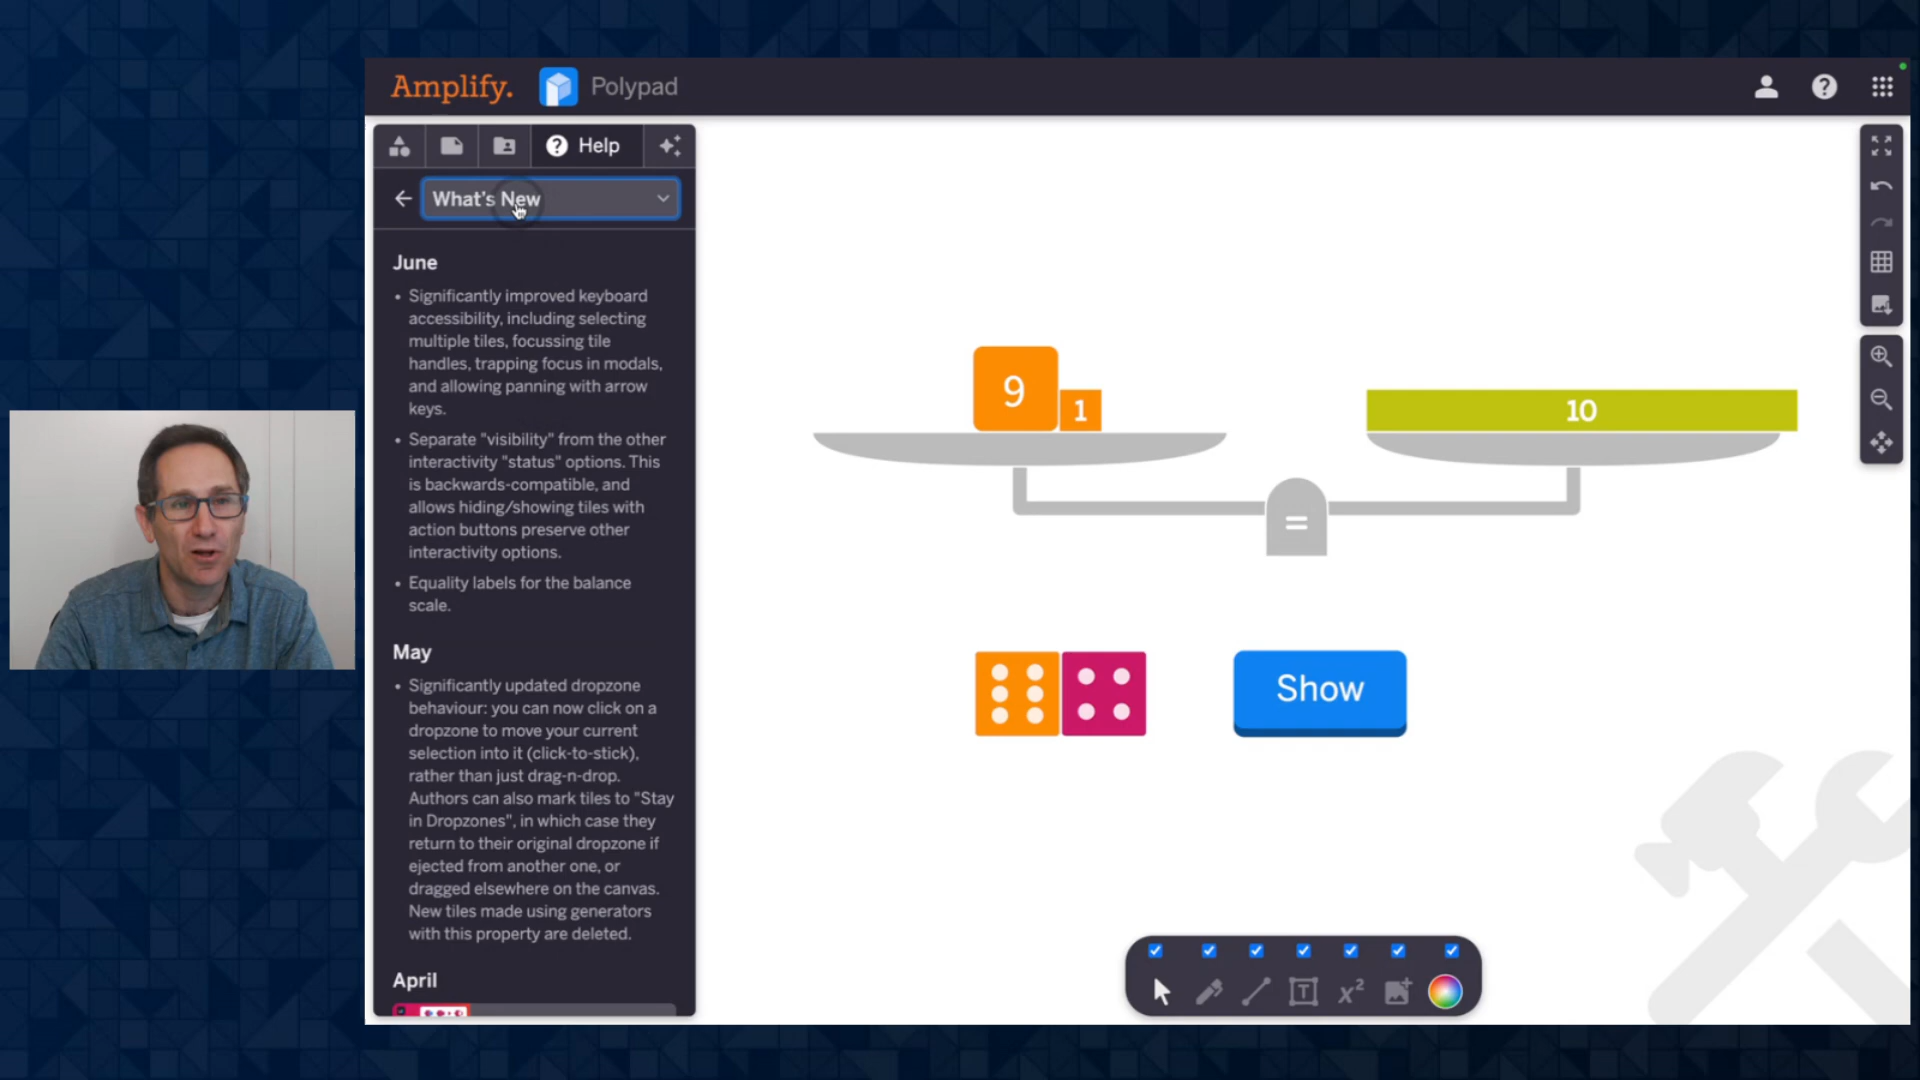 Amplify. Polypad
Help
What's New
June
• Significantly improved keyboard
accessibility, including selecting
multiple tiles, focussing tile
handles, trapping focus in modals,
and allowing panning with arrow
keys.
• Separate "visibility" from the other
interactivity "status" options. This
is backwards-compatible, and
allows hiding/showing tiles with
action buttons preserve other
interactivity options.
• Equality labels for the balance
scale.
May
• Significantly updated dropzone
behaviour: you can now click on a
dropzone to move your current
selection into it (click-to-stick),
rather than just drag-n-drop.
Authors can also mark tiles to "Stay
in Dropzones", in which case they
return to their original dropzone if
ejected from another one, or
dragged elsewhere on the canvas.
New tiles made using generators
with this property are deleted.
April
9
1
10
=
Show
T
x²